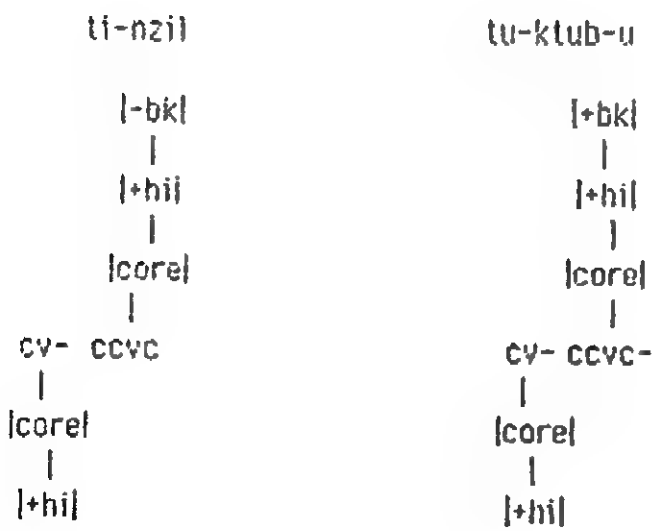 ti-nzil tu-ktub-u
|-bk| |+bk|
|+hi| |+hi|
|core| |core|
cv- ccvc cv- ccvc-
|core| |core|
|+hi| |+hi|